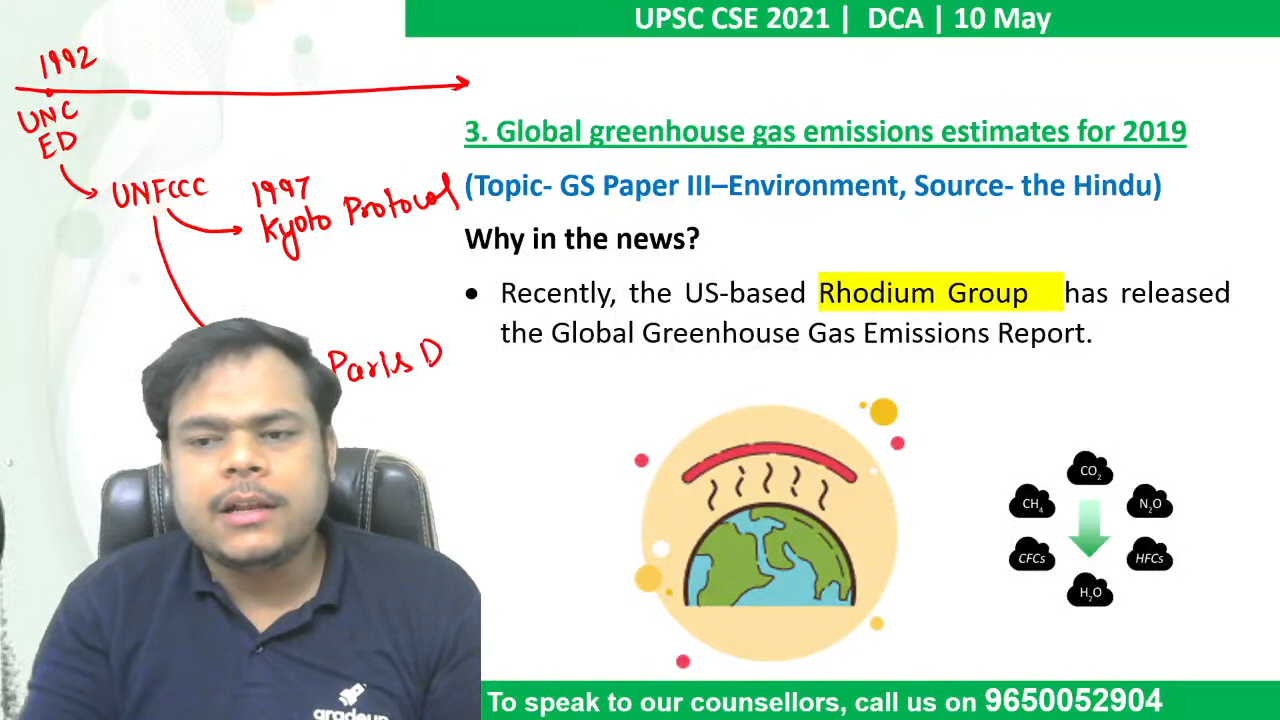 UPSC CSE 2021 | DCA | 10 May
1992
UNC
ED
UNFCCC
1997
Kyoto Protocol
Paris D
3. Global greenhouse gas emissions estimates for 2019
(Topic- GS Paper III–Environment, Source- the Hindu)
Why in the news?
• Recently, the US-based Rhodium Group has released
the Global Greenhouse Gas Emissions Report.
CO₂
CH₄
N₂O
CFCs
HFCs
H₂O
gradeup
To speak to our counsellors, call us on 9650052904